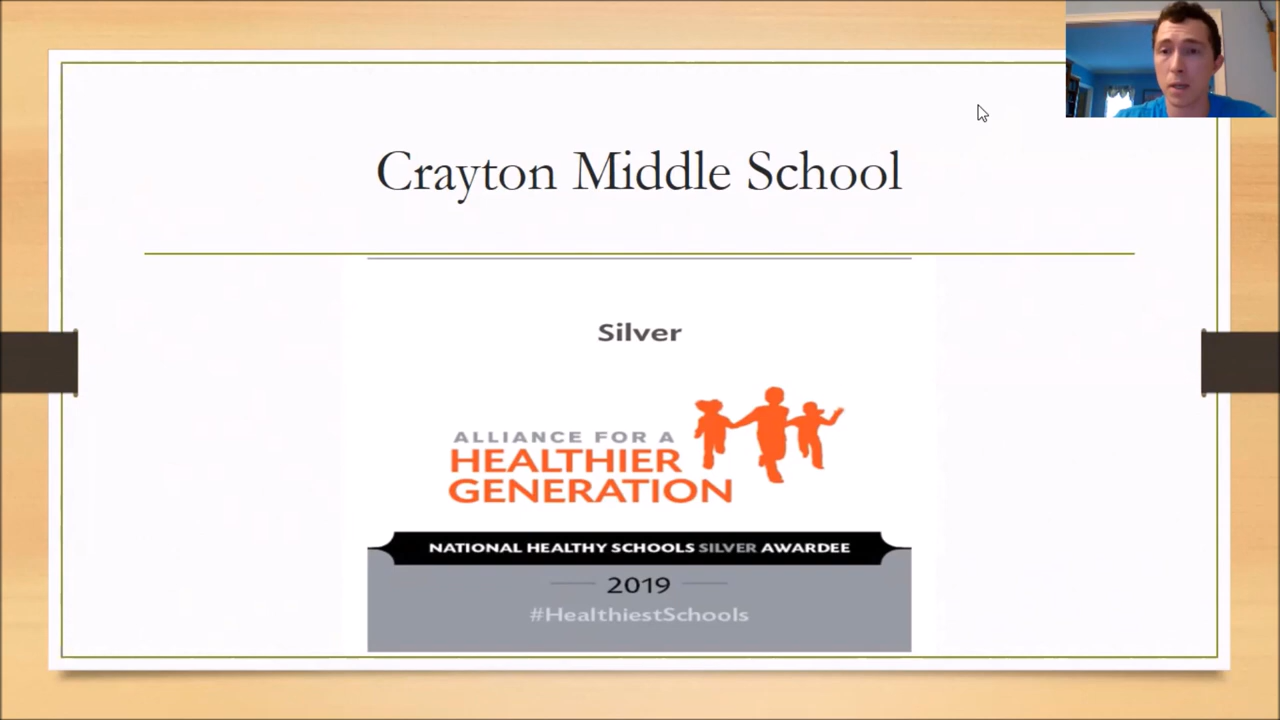 Crayton Middle School
Silver
ALLIANCE FOR A
HEALTHIER
GENERATION
NATIONAL HEALTHY SCHOOLS SILVER AWARDEE
2019
#HealthiestSchools